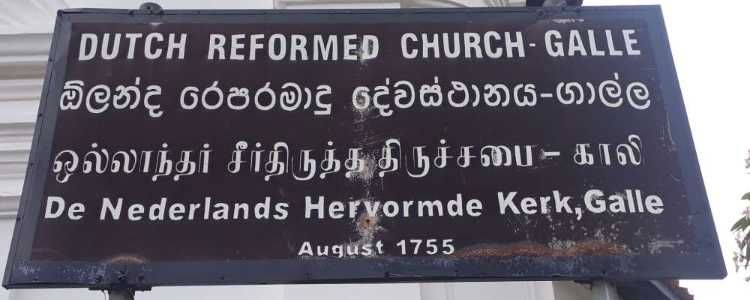 DUTCH REFORMED CHURCH - GALLE
ඕලන්ද රෙපරමාදු දේවස්ථානය-ගාල්ල
ஒல்லாந்தர் சீர்திருத்த திருச்சபை - காலி
De Nederlands Hervormde Kerk,Galle
August 1755